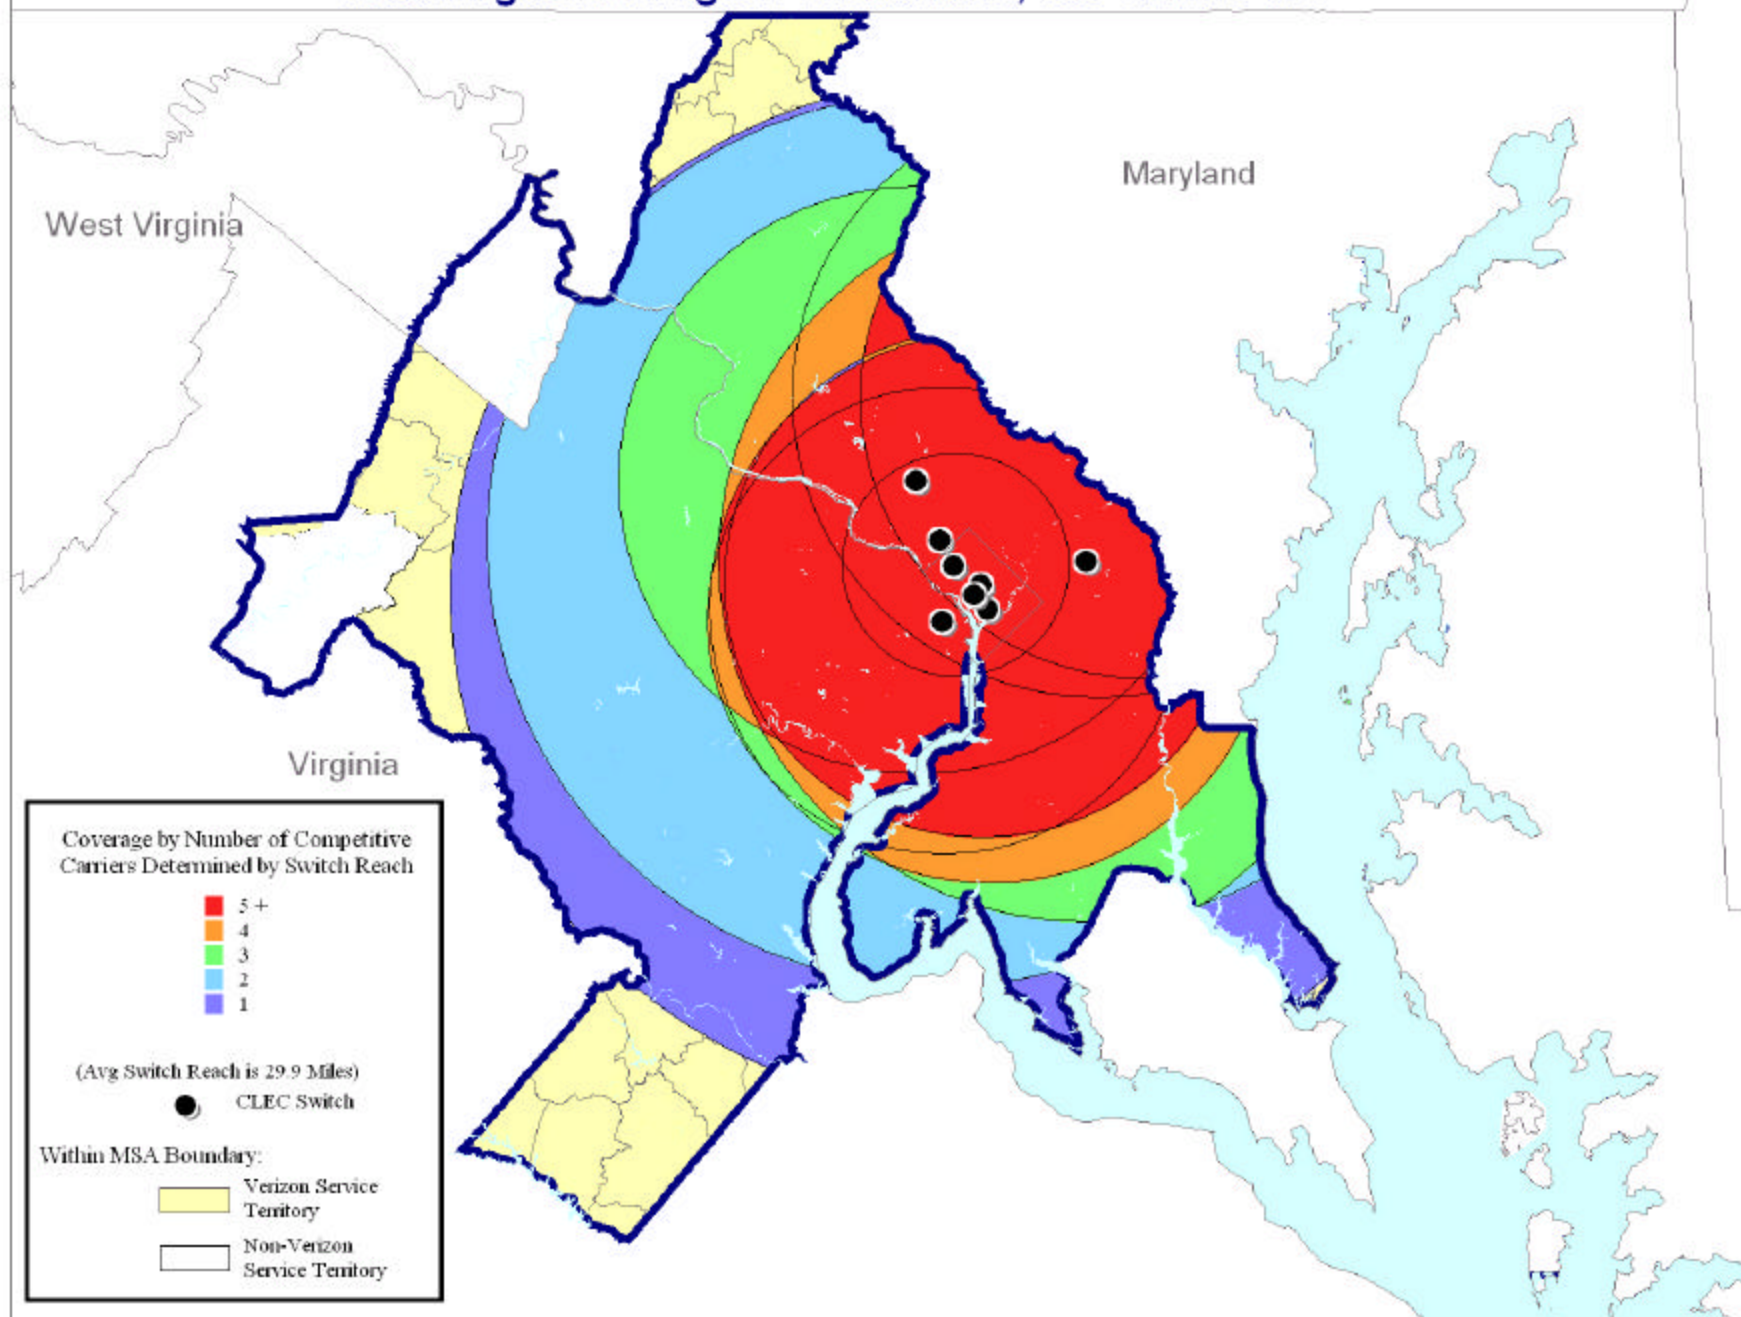 Maryland
West Virginia
Virginia
Coverage by Number of Competitive
Carriers Determined by Switch Reach
5 +
4
3
2
1
(Avg Switch Reach is 29.9 Miles)
CLEC Switch
Within MSA Boundary:
Verizon Service
Territory
Non-Verizon
Service Territory